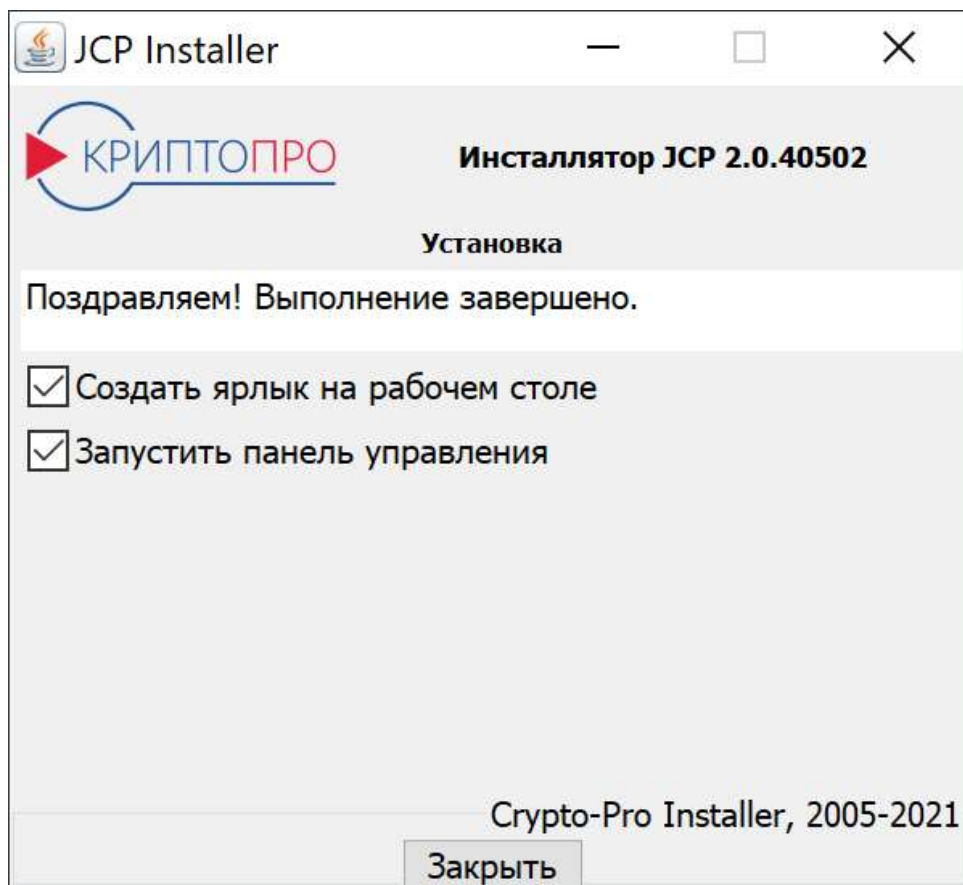 JCP Installer
КРИПТОПРО
Инсталлятор JCP 2.0.40502
Установка
Поздравляем! Выполнение завершено.
Создать ярлык на рабочем столе
Запустить панель управления
Crypto-Pro Installer, 2005-2021
Закрыть